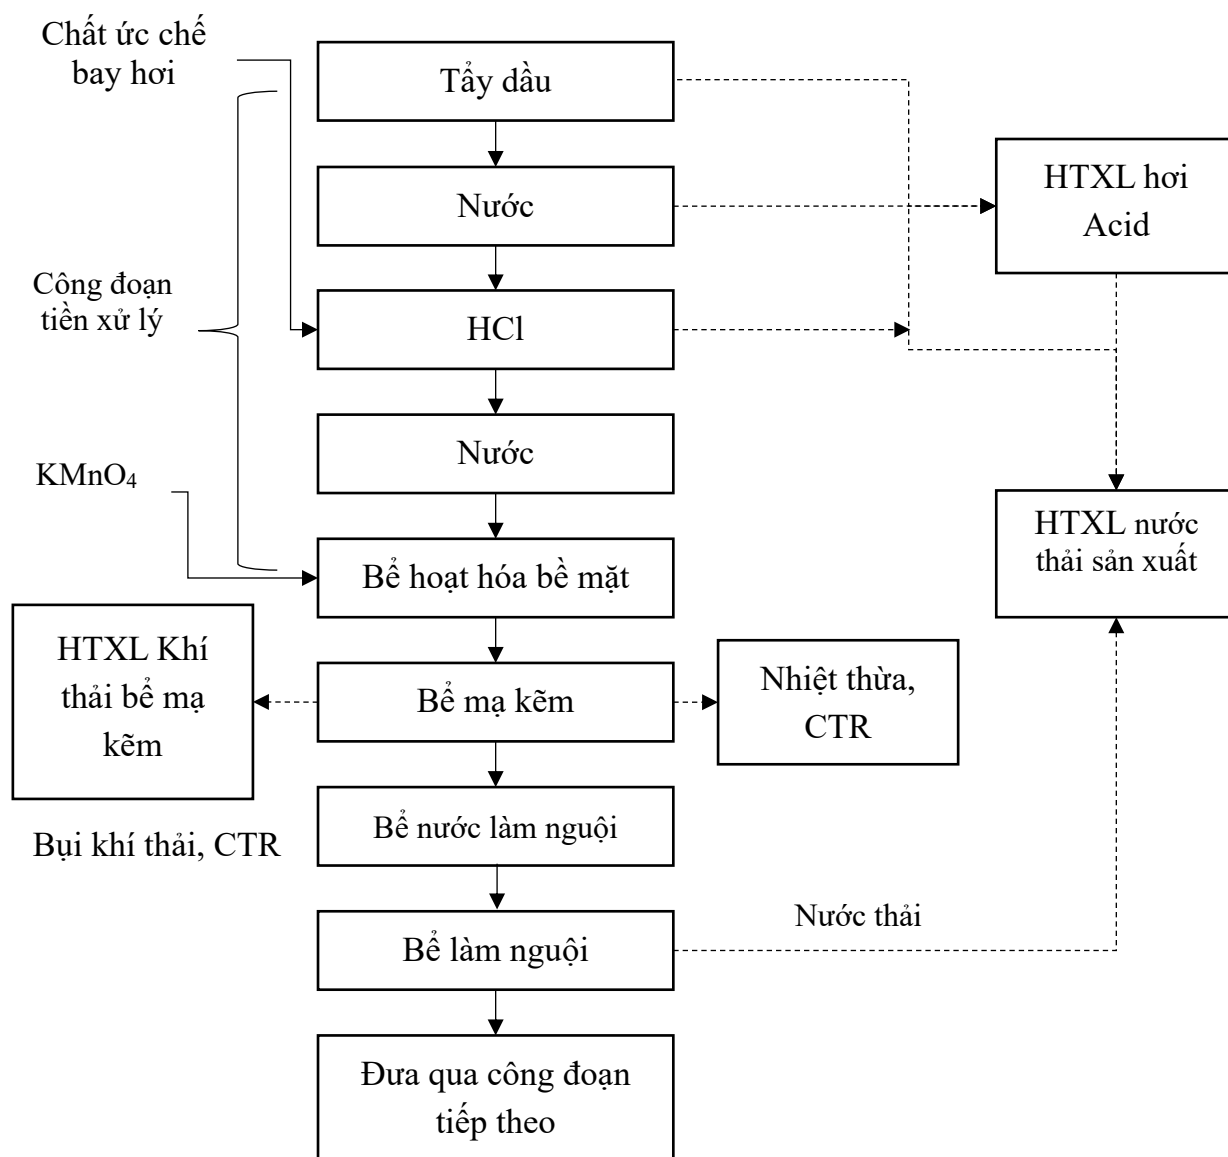 Chất ức chế
bay hơi
Tẩy dầu
Nước
HTXL hơi
Acid
Công đoạn
tiền xử lý
HCl
Nước
KMnO₄
HTXL nước
thải sản xuất
Bể hoạt hóa bề mặt
HTXL Khí
thải bể mạ
kẽm
Bể mạ kẽm
Nhiệt thừa,
CTR
Bể nước làm nguội
Bụi khí thải, CTR
Nước thải
Bể làm nguội
Đưa qua công đoạn
tiếp theo